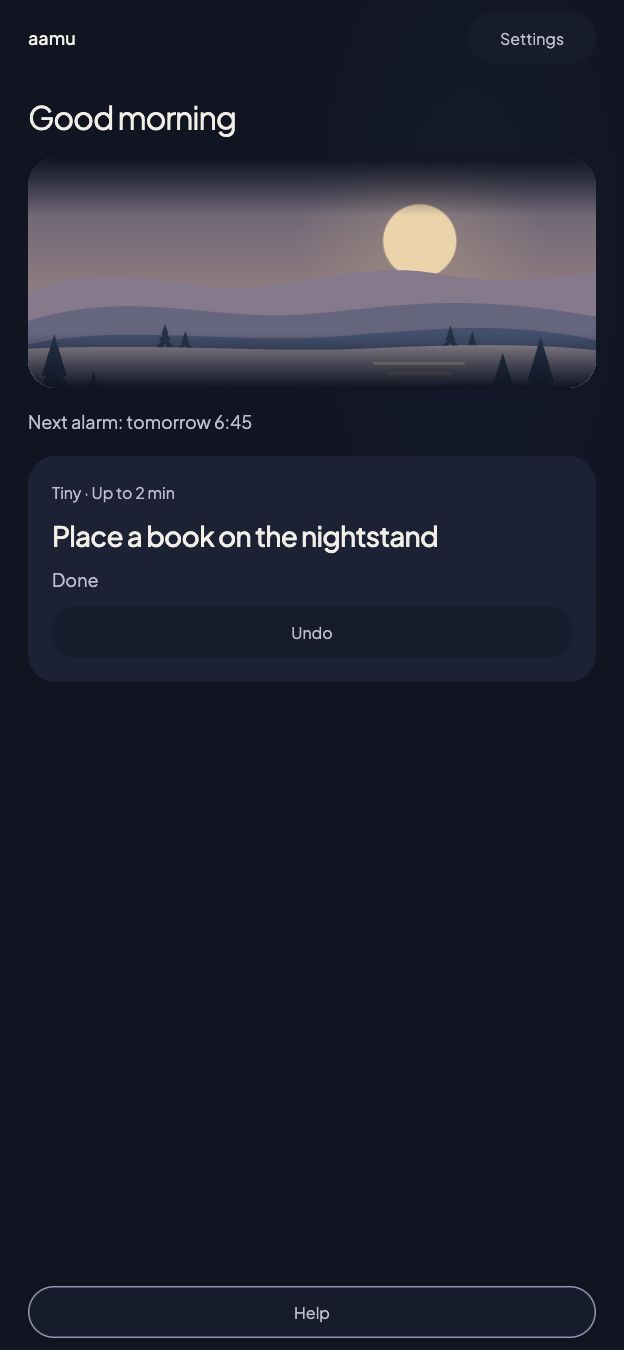 aamu
Settings
Good morning
Next alarm: tomorrow 6:45
Tiny · Up to 2 min
Place a book on the nightstand
Done
Undo
Help